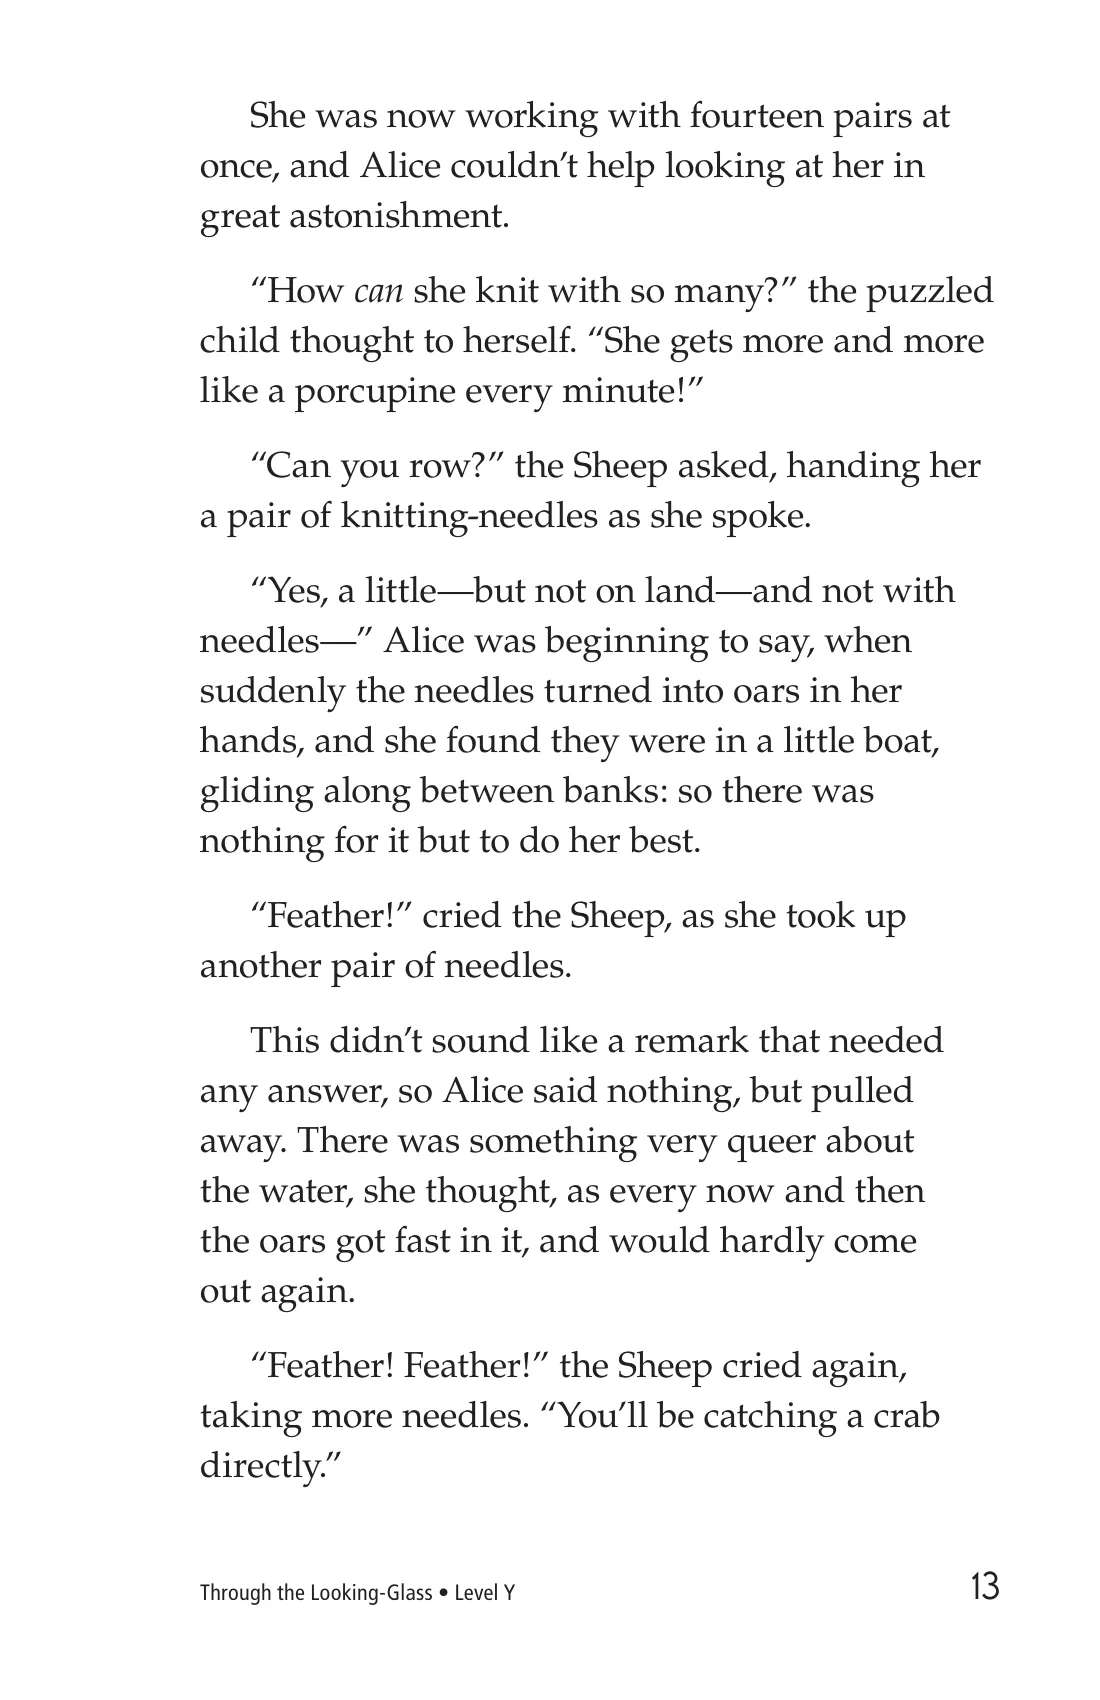 She was now working with fourteen pairs at
once, and Alice couldn’t help looking at her in
great astonishment.
“How can she knit with so many?” the puzzled
child thought to herself. “She gets more and more
like a porcupine every minute!”
“Can you row?” the Sheep asked, handing her
a pair of knitting-needles as she spoke.
“Yes, a little—but not on land—and not with
needles—” Alice was beginning to say, when
suddenly the needles turned into oars in her
hands, and she found they were in a little boat,
gliding along between banks: so there was
nothing for it but to do her best.
“Feather!” cried the Sheep, as she took up
another pair of needles.
This didn’t sound like a remark that needed
any answer, so Alice said nothing, but pulled
away. There was something very queer about
the water, she thought, as every now and then
the oars got fast in it, and would hardly come
out again.
“Feather! Feather!” the Sheep cried again,
taking more needles. “You’ll be catching a crab
directly.”
Through the Looking-Glass • Level Y 13